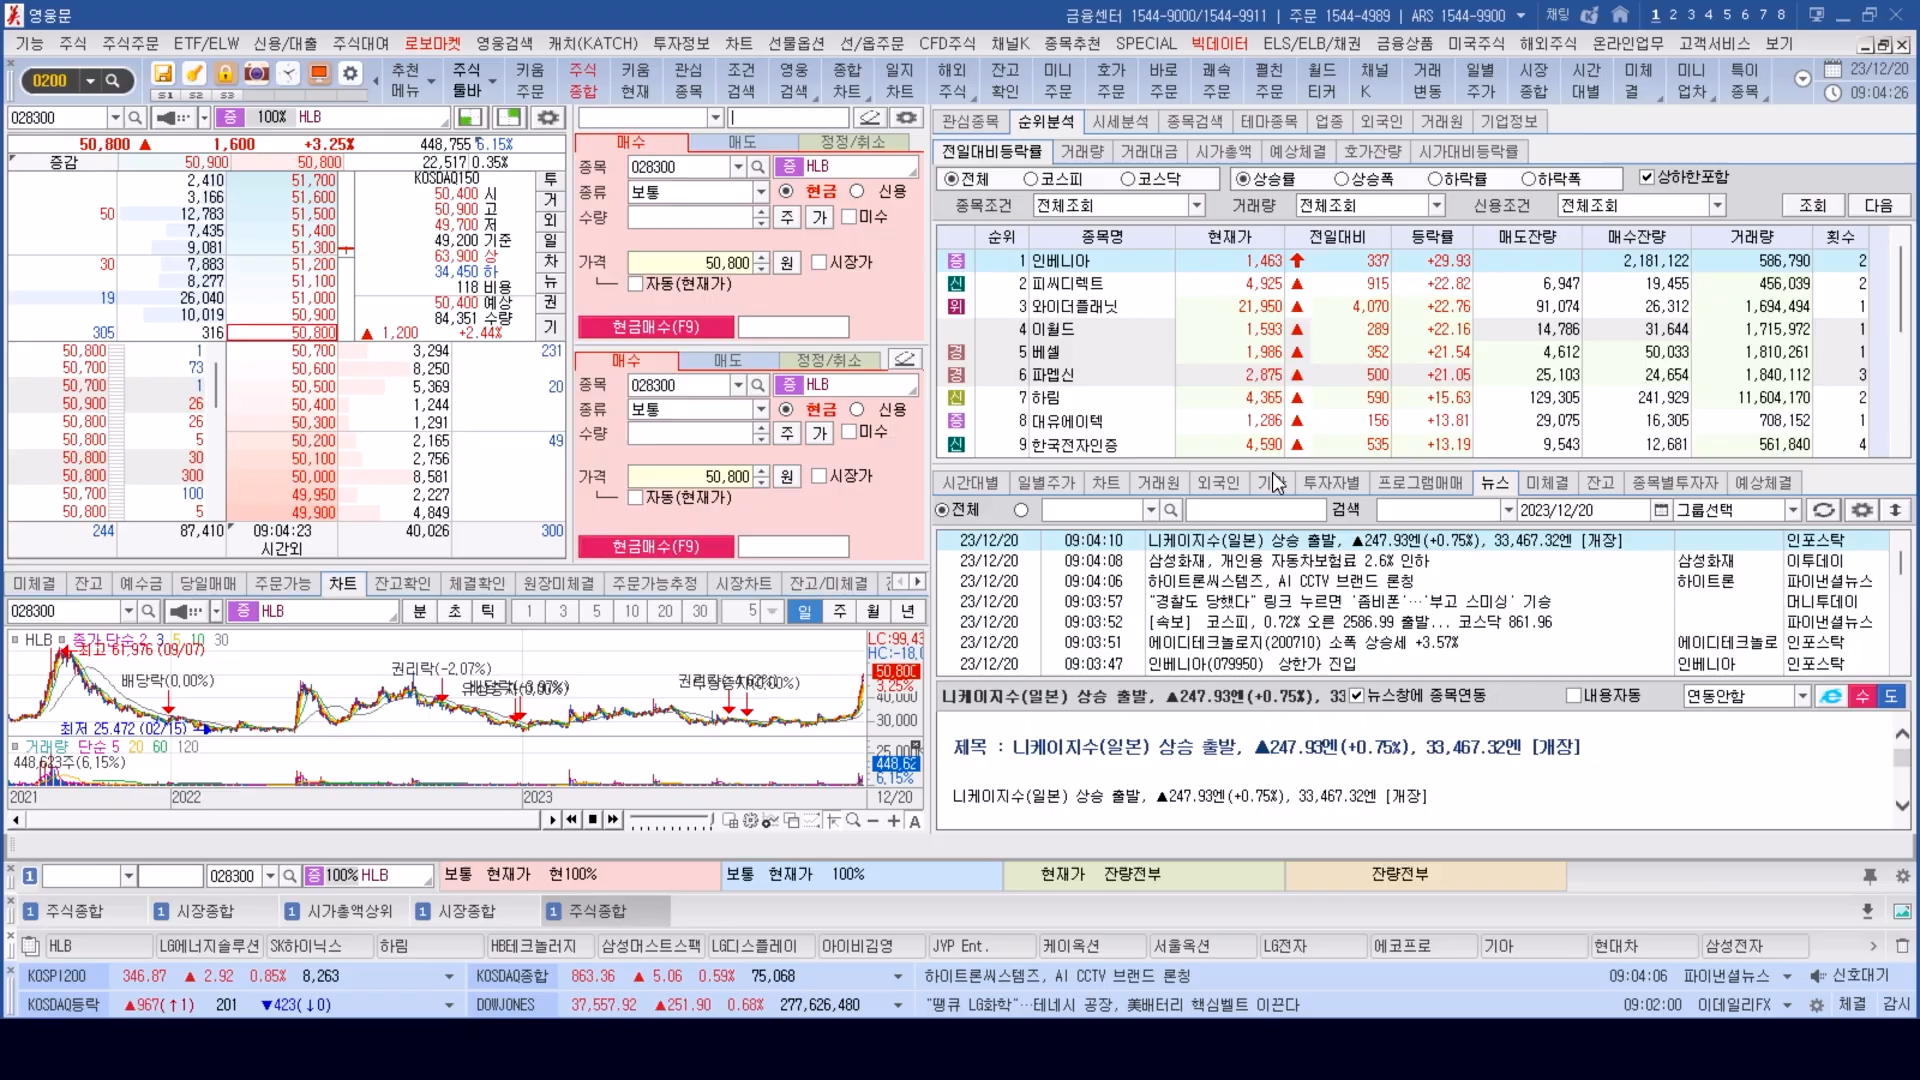 영웅문
금융센터 1544-9000/1544-9911 | 주문 1544-4989 | ARS 1544-9900 채팅 1 2 3 4 5 6 7 8
기능 주식 주식주문 ETF/ELW 신용/대출 주식대여 로보마켓 영웅검색 캐치(KATCH) 투자정보 차트 선물옵션 선/옵주문 CFD주식 채널K 종목추천 SPECIAL 빅데이터 ELS/ELB/채권 금융상품 미국주식 해외주식 온라인업무 고객서비스 보기
0200 추천 주식 키움 주식 키움 관심 조건 영웅 종합 일지 해외 잔고 미니 호가 바로 쾌속 펼친 월드 채널 거래 일별 시장 시간 미체 미니 특이 23/12/20
S1 S2 S3 메뉴 툴바 주문 종합 현재 종목 검색 검색 차트 차트 주식 확인 주문 주문 주문 주문 주문 티커 K 변동 주가 종합 대별 결 업차 종목 09:04:26
028300 증 100% HLB
50,800 ▲ 1,600 +3.25% 448,755 6.15%
증감 50,900 50,800 22,517 0.35%
2,410 51,700 KOSDAQ150 투
3,166 51,600 50,400 시 거
50 12,783 51,500 50,900 고
7,435 51,400 49,700 저 외
9,081 51,300 49,200 기준 일
30 7,883 51,200 63,900 상 차
8,277 51,100 34,450 하
118 비용 뉴
19 26,040 51,000 50,400 예상 권
10,019 50,900 84,351 수량
305 316 50,800 ▲ 1,200 +2.44% 기
50,800 1 50,700 3,294 231
50,700 73 50,600 8,250
50,700 1 50,500 5,369 20
50,900 26 50,400 1,244
50,800 26 50,300 1,291
50,800 5 50,200 2,165 49
50,800 30 50,100 2,756
50,800 300 50,000 8,581
50,700 100 49,950 2,227
50,800 5 49,900 4,849
244 87,410 09:04:23 40,026 300
시간외
매수 매도 정정/취소
종목 028300 증 HLB
종류 보통 현금 신용
수량 주 가 미수
가격 50,800 원 시장가
자동(현재가)
현금매수(F9)
매수 매도 정정/취소
종목 028300 증 HLB
종류 보통 현금 신용
수량 주 가 미수
가격 50,800 원 시장가
자동(현재가)
현금매수(F9)
관심종목 순위분석 시세분석 종목검색 테마종목 업종 외국인 거래원 기업정보
전일대비등락률 거래량 거래대금 시가총액 예상체결 호가잔량 시가대비등락률
전체 코스피 코스닥 상승률 상승폭 하락률 하락폭 상하한포함
종목조건 전체조회 거래량 전체조회 신용조건 전체조회 조회 다음
순위 종목명 현재가 전일대비 등락률 매도잔량 매수잔량 거래량 횟수
증 1 인베니아 1,463 337 +29.93 2,181,122 586,790 2
신 2 피씨디렉트 4,925 ▲ 915 +22.82 6,947 19,455 456,039 2
위 3 와이더플래닛 21,950 ▲ 4,070 +22.76 91,074 26,312 1,694,494 1
4 이월드 1,593 ▲ 289 +22.16 14,786 31,644 1,715,972 1
경 5 베셀 1,986 ▲ 352 +21.54 4,612 50,033 1,810,261 1
경 6 파멥신 2,875 ▲ 500 +21.05 25,103 24,654 1,840,112 3
신 7 하림 4,365 ▲ 590 +15.63 129,305 241,929 11,604,170 2
증 8 대유에이텍 1,286 ▲ 156 +13.81 29,075 16,305 708,152 1
신 9 한국전자인증 4,590 ▲ 535 +13.19 9,543 12,681 561,840 4
시간대별 일별주가 차트 거래원 외국인 투자자별 프로그램매매 뉴스 미체결 잔고 종목별투자자 예상체결
전체 검색 2023/12/20 그룹선택
23/12/20 09:04:10 니케이지수(일본) 상승 출발, ▲247.93엔(+0.75%), 33,467.32엔 [개장] 인포스탁
23/12/20 09:04:08 삼성화재, 개인용 자동차보험료 2.6% 인하 삼성화재 이투데이
23/12/20 09:04:06 하이트론씨스템즈, AI CCTV 브랜드 론칭 하이트론 파이낸셜뉴스
23/12/20 09:03:57 "경찰도 당했다" 링크 누르면 '좀비폰'…'부고 스미싱' 기승 머니투데이
23/12/20 09:03:52 [속보] 코스피, 0.72% 오른 2586.99 출발... 코스닥 861.96 파이낸셜뉴스
23/12/20 09:03:51 에이디테크놀로지(200710) 소폭 상승세 +3.57% 에이디테크놀로 인포스탁
23/12/20 09:03:47 인베니아(079950) 상한가 진입 인베니아 인포스탁
니케이지수(일본) 상승 출발, ▲247.93엔(+0.75%), 33 뉴스창에 종목연동 내용자동 연동안함 수 도
제목 : 니케이지수(일본) 상승 출발, ▲247.93엔(+0.75%), 33,467.32엔 [개장]
니케이지수(일본) 상승 출발, ▲247.93엔(+0.75%), 33,467.32엔 [개장]
미체결 잔고 예수금 당일매매 주문가능 차트 잔고확인 체결확인 원장미체결 주문가능추정 시장차트 잔고/미체결
028300 증 HLB 분 초 틱 1 3 5 10 20 30 5 일 주 월 년
HLB 종가 단순 2 3 5 10 30 LC:99,43
최고 61,976 (09/07) HC:-18,0
배당락(0,00%) 권리락(-2,07%) 50,800
3,25%
40,000
최저 25,472 (02/15) 30,000
거래량 단순 5 20 60 120
448,623주(6,15%) 448,62
6,15%
2021 2022 2023 12/20
1 028300 증 100% HLB 보통 현재가 현100% 보통 현재가 100% 현재가 잔량전부 잔량전부
1 주식종합 1 시장종합 1 시가총액상위 1 시장종합 1 주식종합
HLB LG에너지솔루션 SK하이닉스 하림 HB테크놀러지 삼성머스트스팩 LG디스플레이 아이비김영 JYP Ent. 케이옥션 서울옥션 LG전자 에코프로 기아 현대차 삼성전자
KOSPI200 346.87 ▲ 2.92 0.85% 8,263 KOSDAQ종합 863.36 ▲ 5.06 0.59% 75,068 하이트론씨스템즈, AI CCTV 브랜드 론칭 09:04:06 파이낸셜뉴스 신호대기
KOSDAQ등락 ▲967(↑1) 201 ▼423(↓0) DOWJONES 37,557.92 ▲251.90 0.68% 277,626,480 "땡큐 LG화학"…테네시 공장, 美배터리 핵심벨트 이끈다 09:02:00 이데일리FX 체결 감시